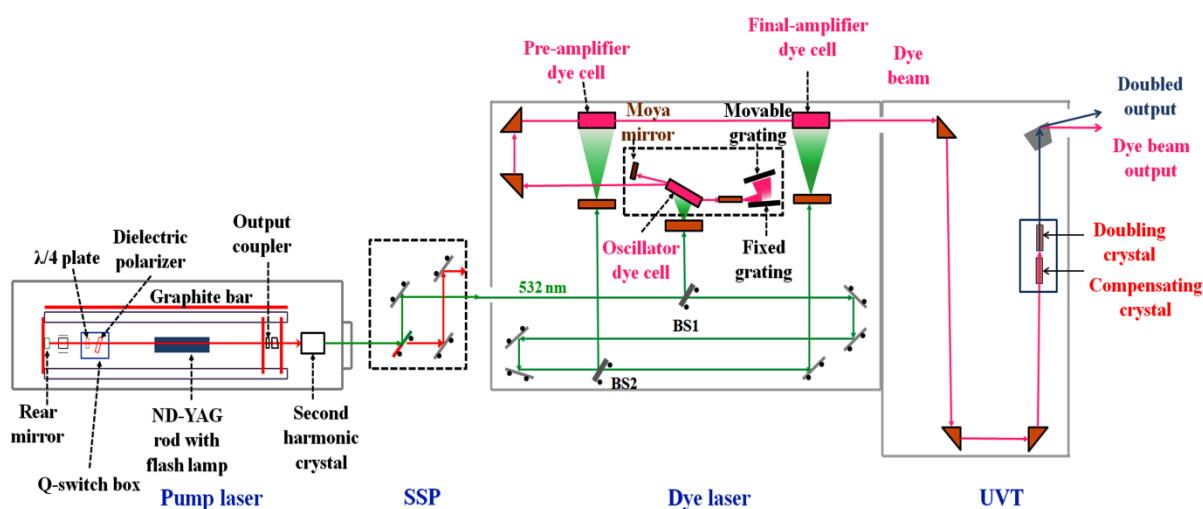 Pre-amplifier
dye cell
Final-amplifier
dye cell
Dye
beam
Doubled
output
Dye beam
output
Moya
mirror
Movable
grating
Oscillator
dye cell
Fixed
grating
Doubling
crystal
Compensating
crystal
λ/4 plate
Dielectric
polarizer
Output
coupler
Graphite bar
532 nm
BS1
BS2
Rear
mirror
Q-switch box
ND-YAG
rod with
flash lamp
Second
harmonic
crystal
Pump laser
SSP
Dye laser
UVT